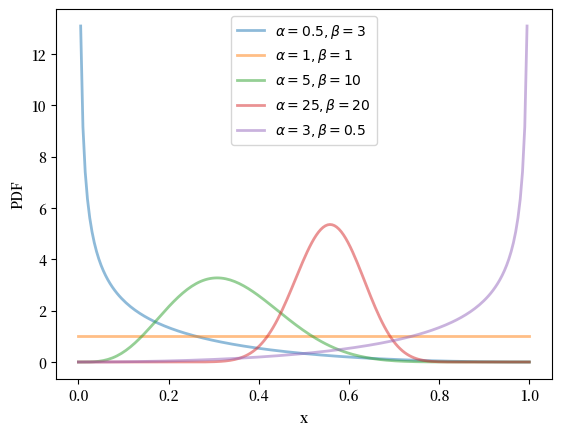 α = 0.5, β = 3
α = 1, β = 1
α = 5, β = 10
α = 25, β = 20
α = 3, β = 0.5
12
10
8
6
4
2
0
PDF
0.0 0.2 0.4 0.6 0.8 1.0
x